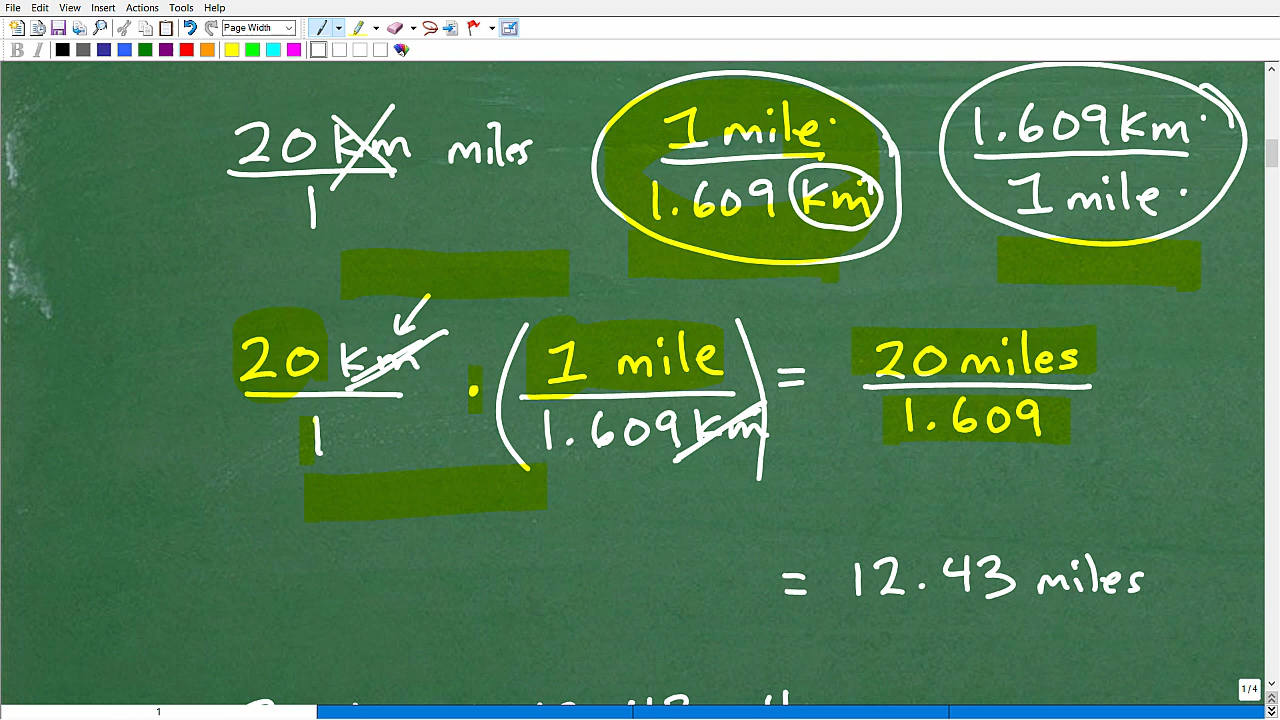 File Edit View Insert Actions Tools Help
Page Width
B I
20 km miles 1 mile 1.609 km
1 1.609 km 1 mile
20 km · ( 1 mile ) = 20 miles
1 1.609 km 1.609
= 12.43 miles
1/4
1